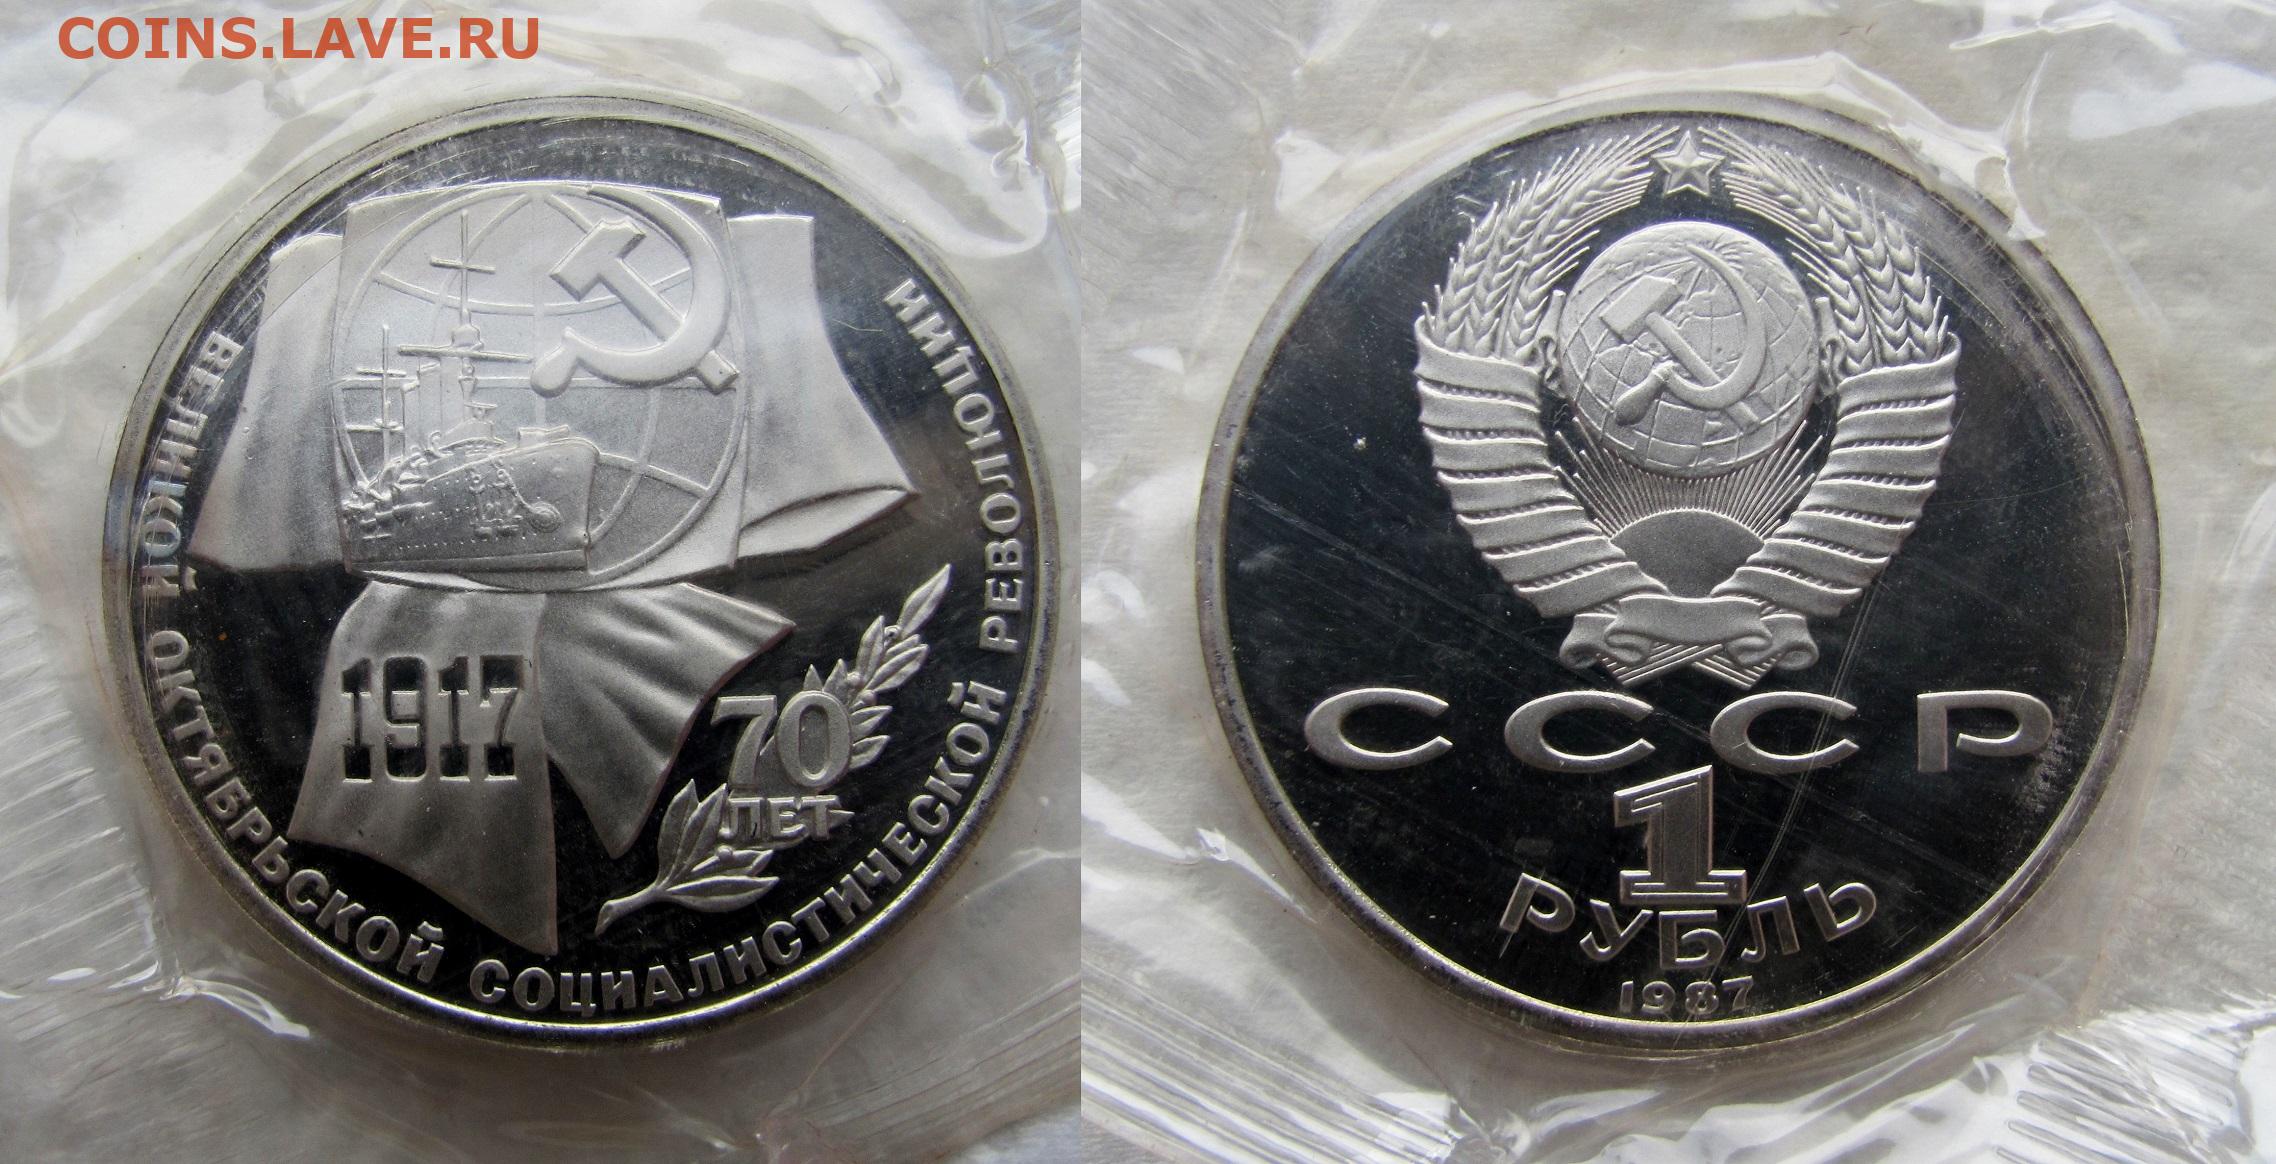 COINS.LAVE.RU
1917
70
ЛЕТ
ВЕЛИКОЙ ОКТЯБРЬСКОЙ СОЦИАЛИСТИЧЕСКОЙ РЕВОЛЮЦИИ
СССР
1
РУБЛЬ
1987